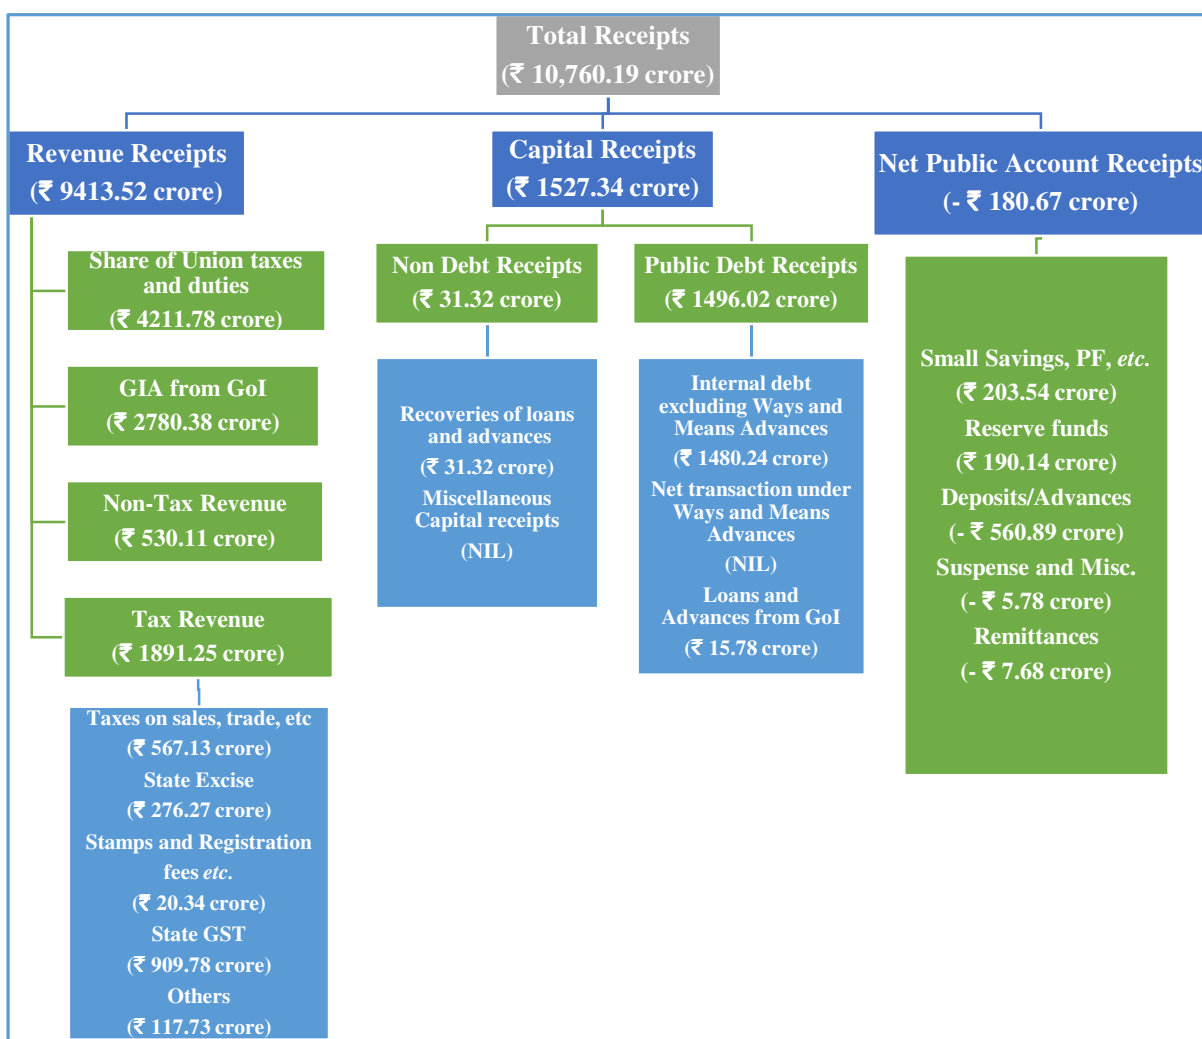 Total Receipts
(₹ 10,760.19 crore)
Revenue Receipts
(₹ 9413.52 crore)
Share of Union taxes
and duties
(₹ 4211.78 crore)
GIA from GoI
(₹ 2780.38 crore)
Non-Tax Revenue
(₹ 530.11 crore)
Tax Revenue
(₹ 1891.25 crore)
Taxes on sales, trade, etc
(₹ 567.13 crore)
State Excise
(₹ 276.27 crore)
Stamps and Registration
fees etc.
(₹ 20.34 crore)
State GST
(₹ 909.78 crore)
Others
(₹ 117.73 crore)
Capital Receipts
(₹ 1527.34 crore)
Non Debt Receipts
(₹ 31.32 crore)
Recoveries of loans
and advances
(₹ 31.32 crore)
Miscellaneous
Capital receipts
(NIL)
Public Debt Receipts
(₹ 1496.02 crore)
Internal debt
excluding Ways and
Means Advances
(₹ 1480.24 crore)
Net transaction under
Ways and Means
Advances
(NIL)
Loans and
Advances from GoI
(₹ 15.78 crore)
Net Public Account Receipts
(- ₹ 180.67 crore)
Small Savings, PF, etc.
(₹ 203.54 crore)
Reserve funds
(₹ 190.14 crore)
Deposits/Advances
(- ₹ 560.89 crore)
Suspense and Misc.
(- ₹ 5.78 crore)
Remittances
(- ₹ 7.68 crore)